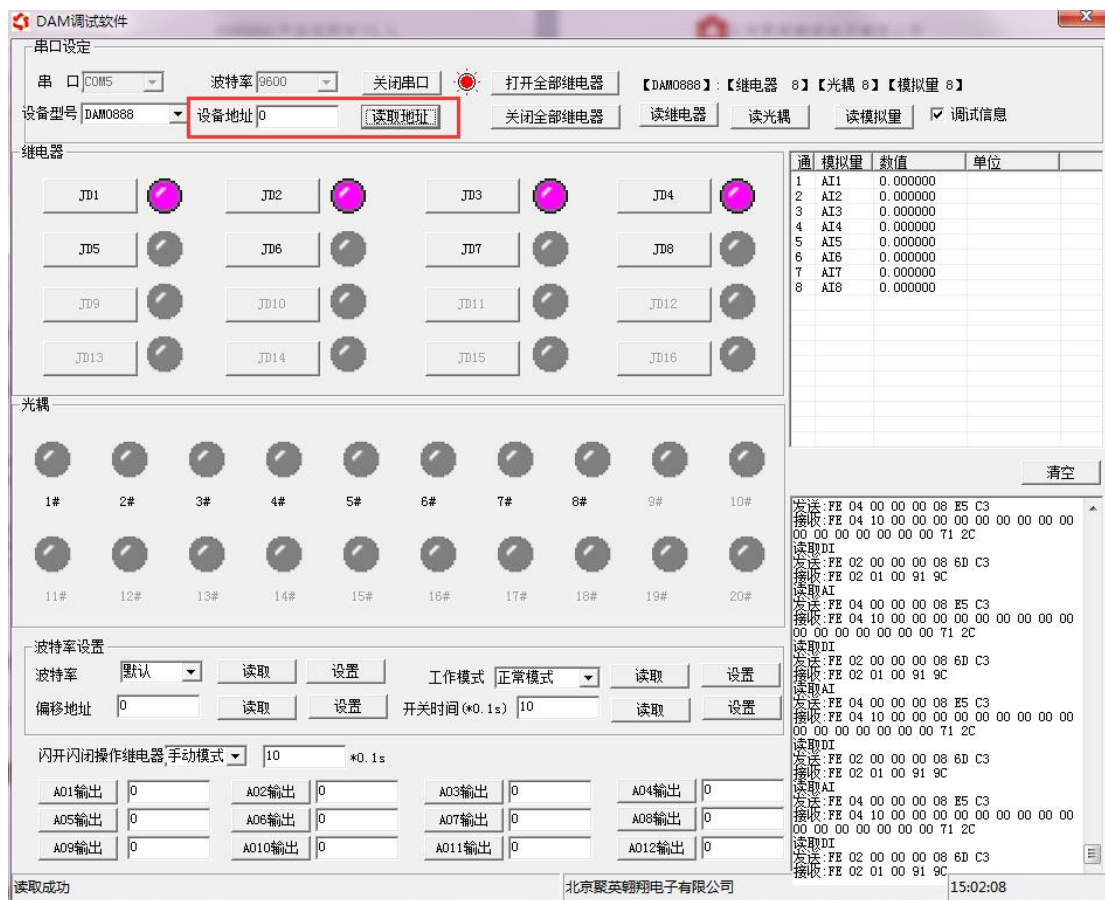 DAM调试软件
串口设定
串 口 COM5 波特率 9600 关闭串口 打开全部继电器 【DAM0888】:【继电器 8】【光耦 8】【模拟量 8】
设备型号 DAM0888 设备地址 0 读取地址 关闭全部继电器 读继电器 读光耦 读模拟量 调试信息
继电器
JD1 JD2 JD3 JD4
JD5 JD6 JD7 JD8
JD9 JD10 JD11 JD12
JD13 JD14 JD15 JD16
通 模拟量 数值 单位
1 AI1 0.000000
2 AI2 0.000000
3 AI3 0.000000
4 AI4 0.000000
5 AI5 0.000000
6 AI6 0.000000
7 AI7 0.000000
8 AI8 0.000000
光耦
1# 2# 3# 4# 5# 6# 7# 8# 9# 10#
11# 12# 13# 14# 15# 16# 17# 18# 19# 20#
清空
发送:FE 04 00 00 00 08 E5 C3
接收:FE 04 10 00 00 00 00 00 00 00 00 00
00 00 00 00 00 00 00 71 2C
读取DI
发送:FE 02 00 00 00 08 6D C3
接收:FE 02 01 00 91 9C
读取AI
发送:FE 04 00 00 00 08 E5 C3
接收:FE 04 10 00 00 00 00 00 00 00 00 00
00 00 00 00 00 00 00 71 2C
读取DI
发送:FE 02 00 00 00 08 6D C3
接收:FE 02 01 00 91 9C
读取AI
发送:FE 04 00 00 00 08 E5 C3
接收:FE 04 10 00 00 00 00 00 00 00 00 00
00 00 00 00 00 00 00 71 2C
读取DI
发送:FE 02 00 00 00 08 6D C3
接收:FE 02 01 00 91 9C
读取AI
发送:FE 04 00 00 00 08 E5 C3
接收:FE 04 10 00 00 00 00 00 00 00 00 00
00 00 00 00 00 00 00 71 2C
读取DI
发送:FE 02 00 00 00 08 6D C3
接收:FE 02 01 00 91 9C
波特率设置
波特率 默认 读取 设置 工作模式 正常模式 读取 设置
偏移地址 0 读取 设置 开关时间(*0.1s) 10 读取 设置
闪开闪闭操作继电器 手动模式 10 *0.1s
AO1输出 0 AO2输出 0 AO3输出 0 AO4输出 0
AO5输出 0 AO6输出 0 AO7输出 0 AO8输出 0
AO9输出 0 AO10输出 0 AO11输出 0 AO12输出 0
读取成功 北京聚英翱翔电子有限公司 15:02:08